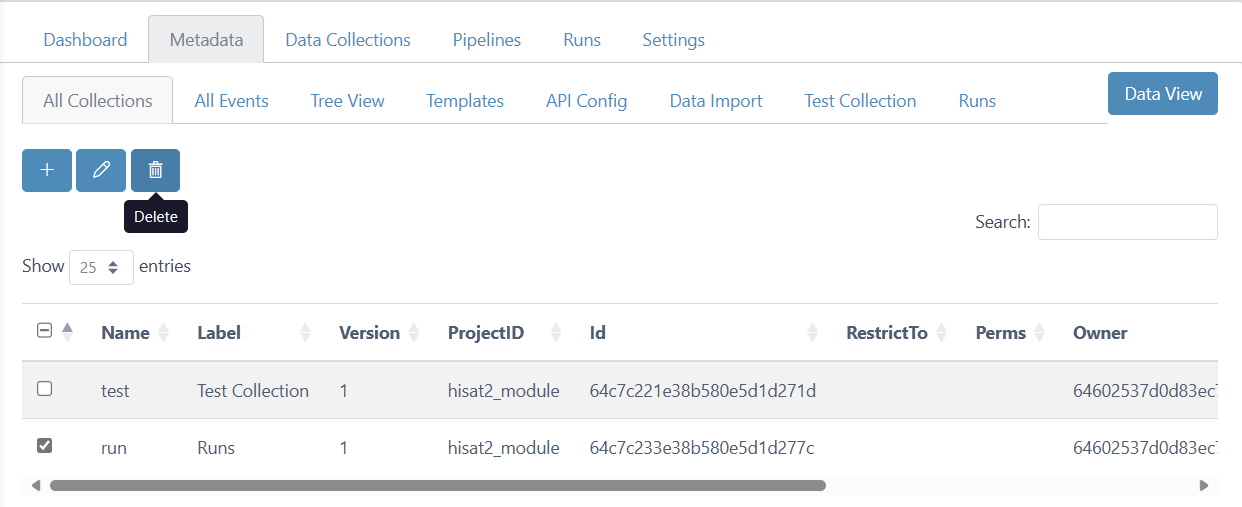 Dashboard Metadata Data Collections Pipelines Runs Settings
All Collections All Events Tree View Templates API Config Data Import Test Collection Runs Data View
Delete
Search:
Show 25 entries
Name Label Version ProjectID Id RestrictTo Perms Owner
test Test Collection 1 hisat2_module 64c7c221e38b580e5d1d271d 64602537d0d83ec
run Runs 1 hisat2_module 64c7c233e38b580e5d1d277c 64602537d0d83ec